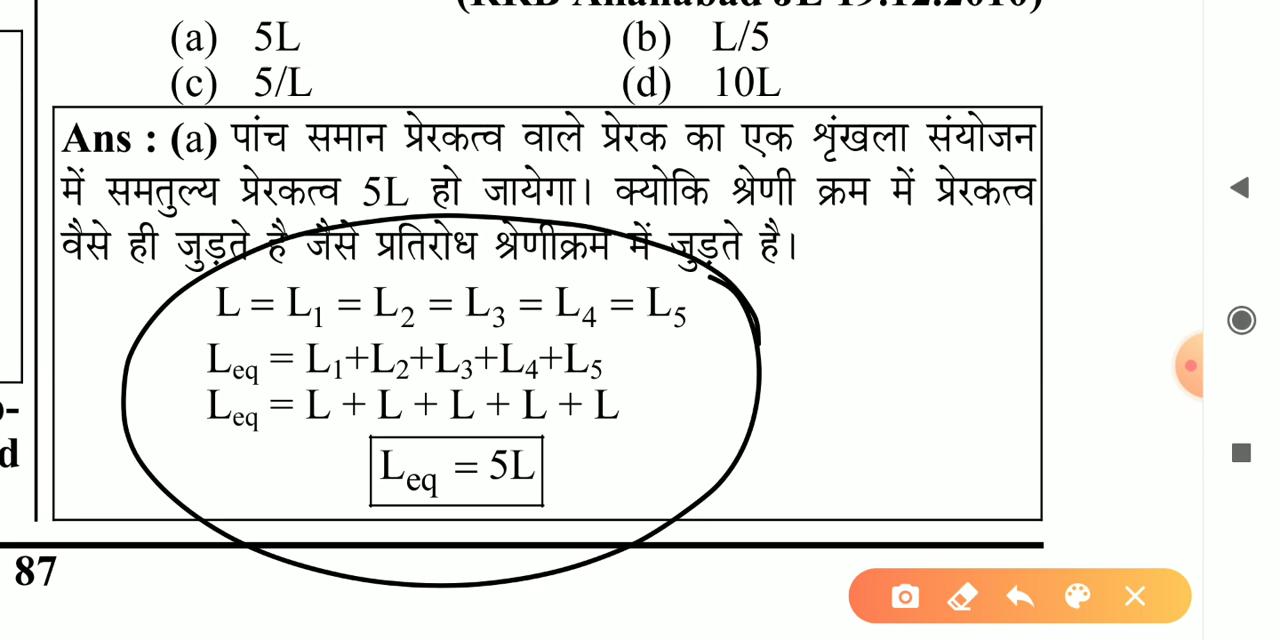 (a) 5L (b) L/5
(c) 5/L (d) 10L
Ans : (a) पांच समान प्रेरकत्व वाले प्रेरक का एक शृंखला संयोजन
में समतुल्य प्रेरकत्व 5L हो जायेगा। क्योकि श्रेणी क्रम में प्रेरकत्व
वैसे ही जुड़ते है जैसे प्रतिरोध श्रेणीक्रम में जुड़ते है।
L = L₁ = L₂ = L₃ = L₄ = L₅
Leq = L₁+L₂+L₃+L₄+L₅
Leq = L + L + L + L + L
Leq = 5L
d
87